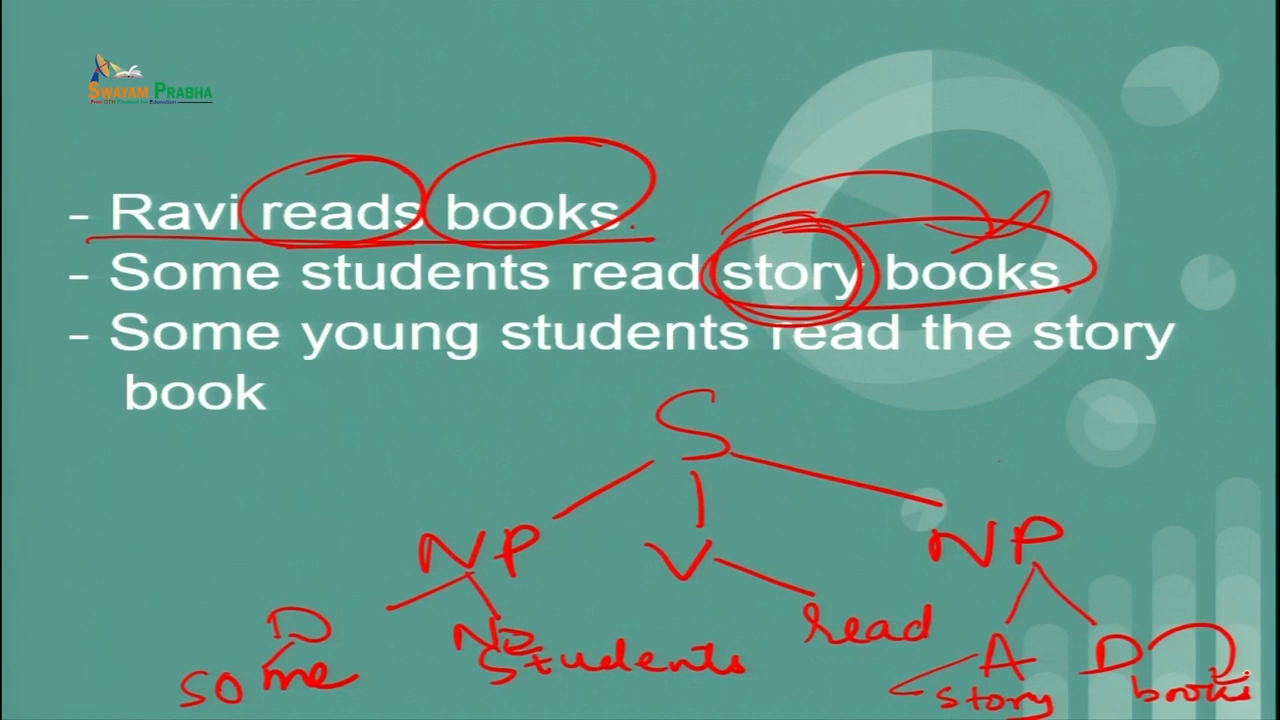 SWAYAM PRABHA
- Ravi reads books.
- Some students read story books.
- Some young students read the story
book
S
NP V NP
D N students read A D
some story books